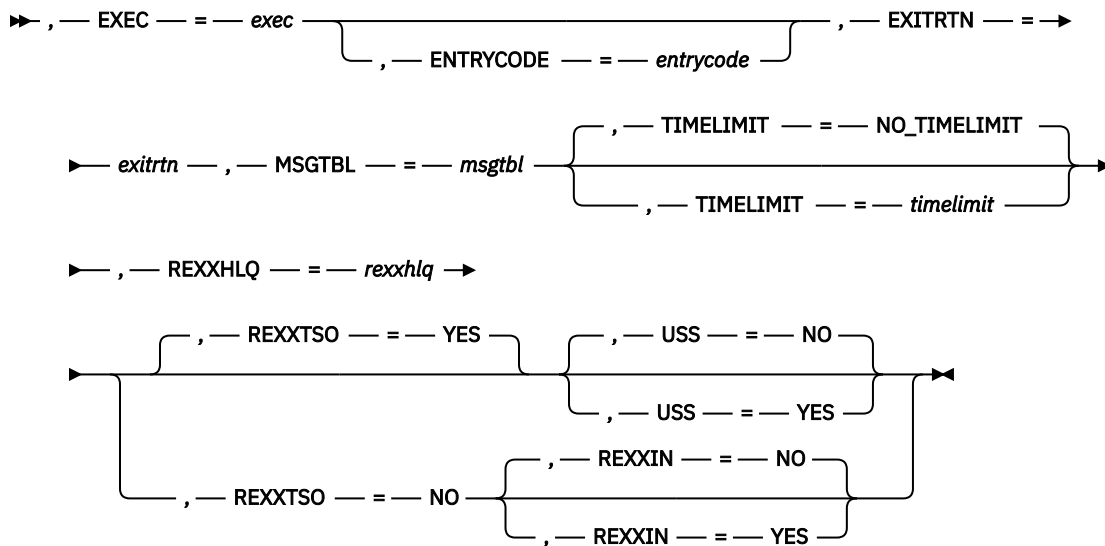 , EXEC = exec , EXITRTN =
, ENTRYCODE = entrycode
, TIMELIMIT = NO_TIMELIMIT
exitrtn , MSGTBL = msgtbl
, TIMELIMIT = timelimit
, REXXHLQ = rexxhlq
, REXXTSO = YES , USS = NO
, USS = YES
, REXXIN = NO
, REXXTSO = NO
, REXXIN = YES